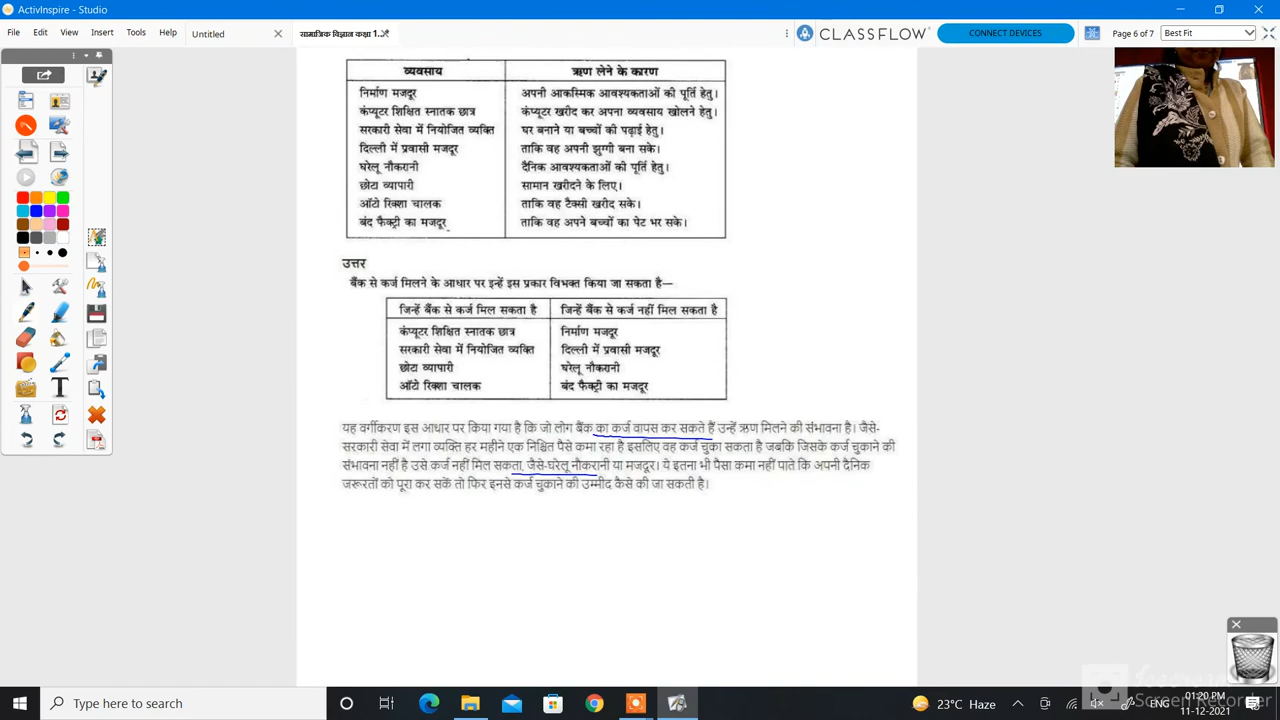 ActivInspire - Studio
File Edit View Insert Tools Help
Untitled
सामाजिक विज्ञान कक्षा 1..
CLASSFLOW
CONNECT DEVICES
Page 6 of 7
Best Fit
व्यवसाय ऋण लेने के कारण
निर्माण मजदूर अपनी आकस्मिक आवश्यकताओं की पूर्ति हेतु।
कंप्यूटर शिक्षित स्नातक छात्र कंप्यूटर खरीद कर अपना व्यवसाय खोलने हेतु।
सरकारी सेवा में नियोजित व्यक्ति घर बनाने या बच्चों की पढ़ाई हेतु।
दिल्ली में प्रवासी मजदूर ताकि वह अपनी झुग्गी बना सके।
घरेलू नौकरानी दैनिक आवश्यकताओं की पूर्ति हेतु।
छोटा व्यापारी सामान खरीदने के लिए।
ऑटो रिक्शा चालक ताकि वह टैक्सी खरीद सके।
बंद फैक्ट्री का मजदूर ताकि वह अपने बच्चों का पेट भर सके।
उत्तर
बैंक से कर्ज मिलने के आधार पर इन्हें इस प्रकार विभक्त किया जा सकता है—
जिन्हें बैंक से कर्ज मिल सकता है जिन्हें बैंक से कर्ज नहीं मिल सकता है
कंप्यूटर शिक्षित स्नातक छात्र निर्माण मजदूर
सरकारी सेवा में नियोजित व्यक्ति दिल्ली में प्रवासी मजदूर
छोटा व्यापारी घरेलू नौकरानी
ऑटो रिक्शा चालक बंद फैक्ट्री का मजदूर
यह वर्गीकरण इस आधार पर किया गया है कि जो लोग बैंक का कर्ज वापस कर सकते हैं उन्हें ऋण मिलने की संभावना है। जैसे-
सरकारी सेवा में लगा व्यक्ति हर महीने एक निश्चित पैसे कमा रहा है इसलिए वह कर्ज चुका सकता है जबकि जिसके कर्ज चुकाने की
संभावना नहीं है उसे कर्ज नहीं मिल सकता, जैसे-घरेलू नौकरानी या मजदूर। ये इतना भी पैसा कमा नहीं पाते कि अपनी दैनिक
जरूरतों को पूरा कर सकें तो फिर इनसे कर्ज चुकाने की उम्मीद कैसे की जा सकती है।
Screen Recorder
Type here to search
23°C Haze
ENG
01:20 PM
11-12-2021